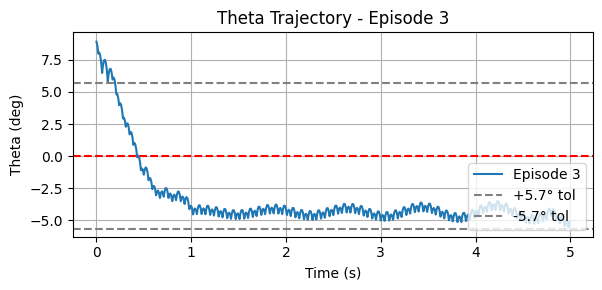 Theta Trajectory - Episode 3
Theta (deg)
7.5
5.0
2.5
0.0
−2.5
−5.0
Episode 3
+5.7° tol
-5.7° tol
0 1 2 3 4 5
Time (s)